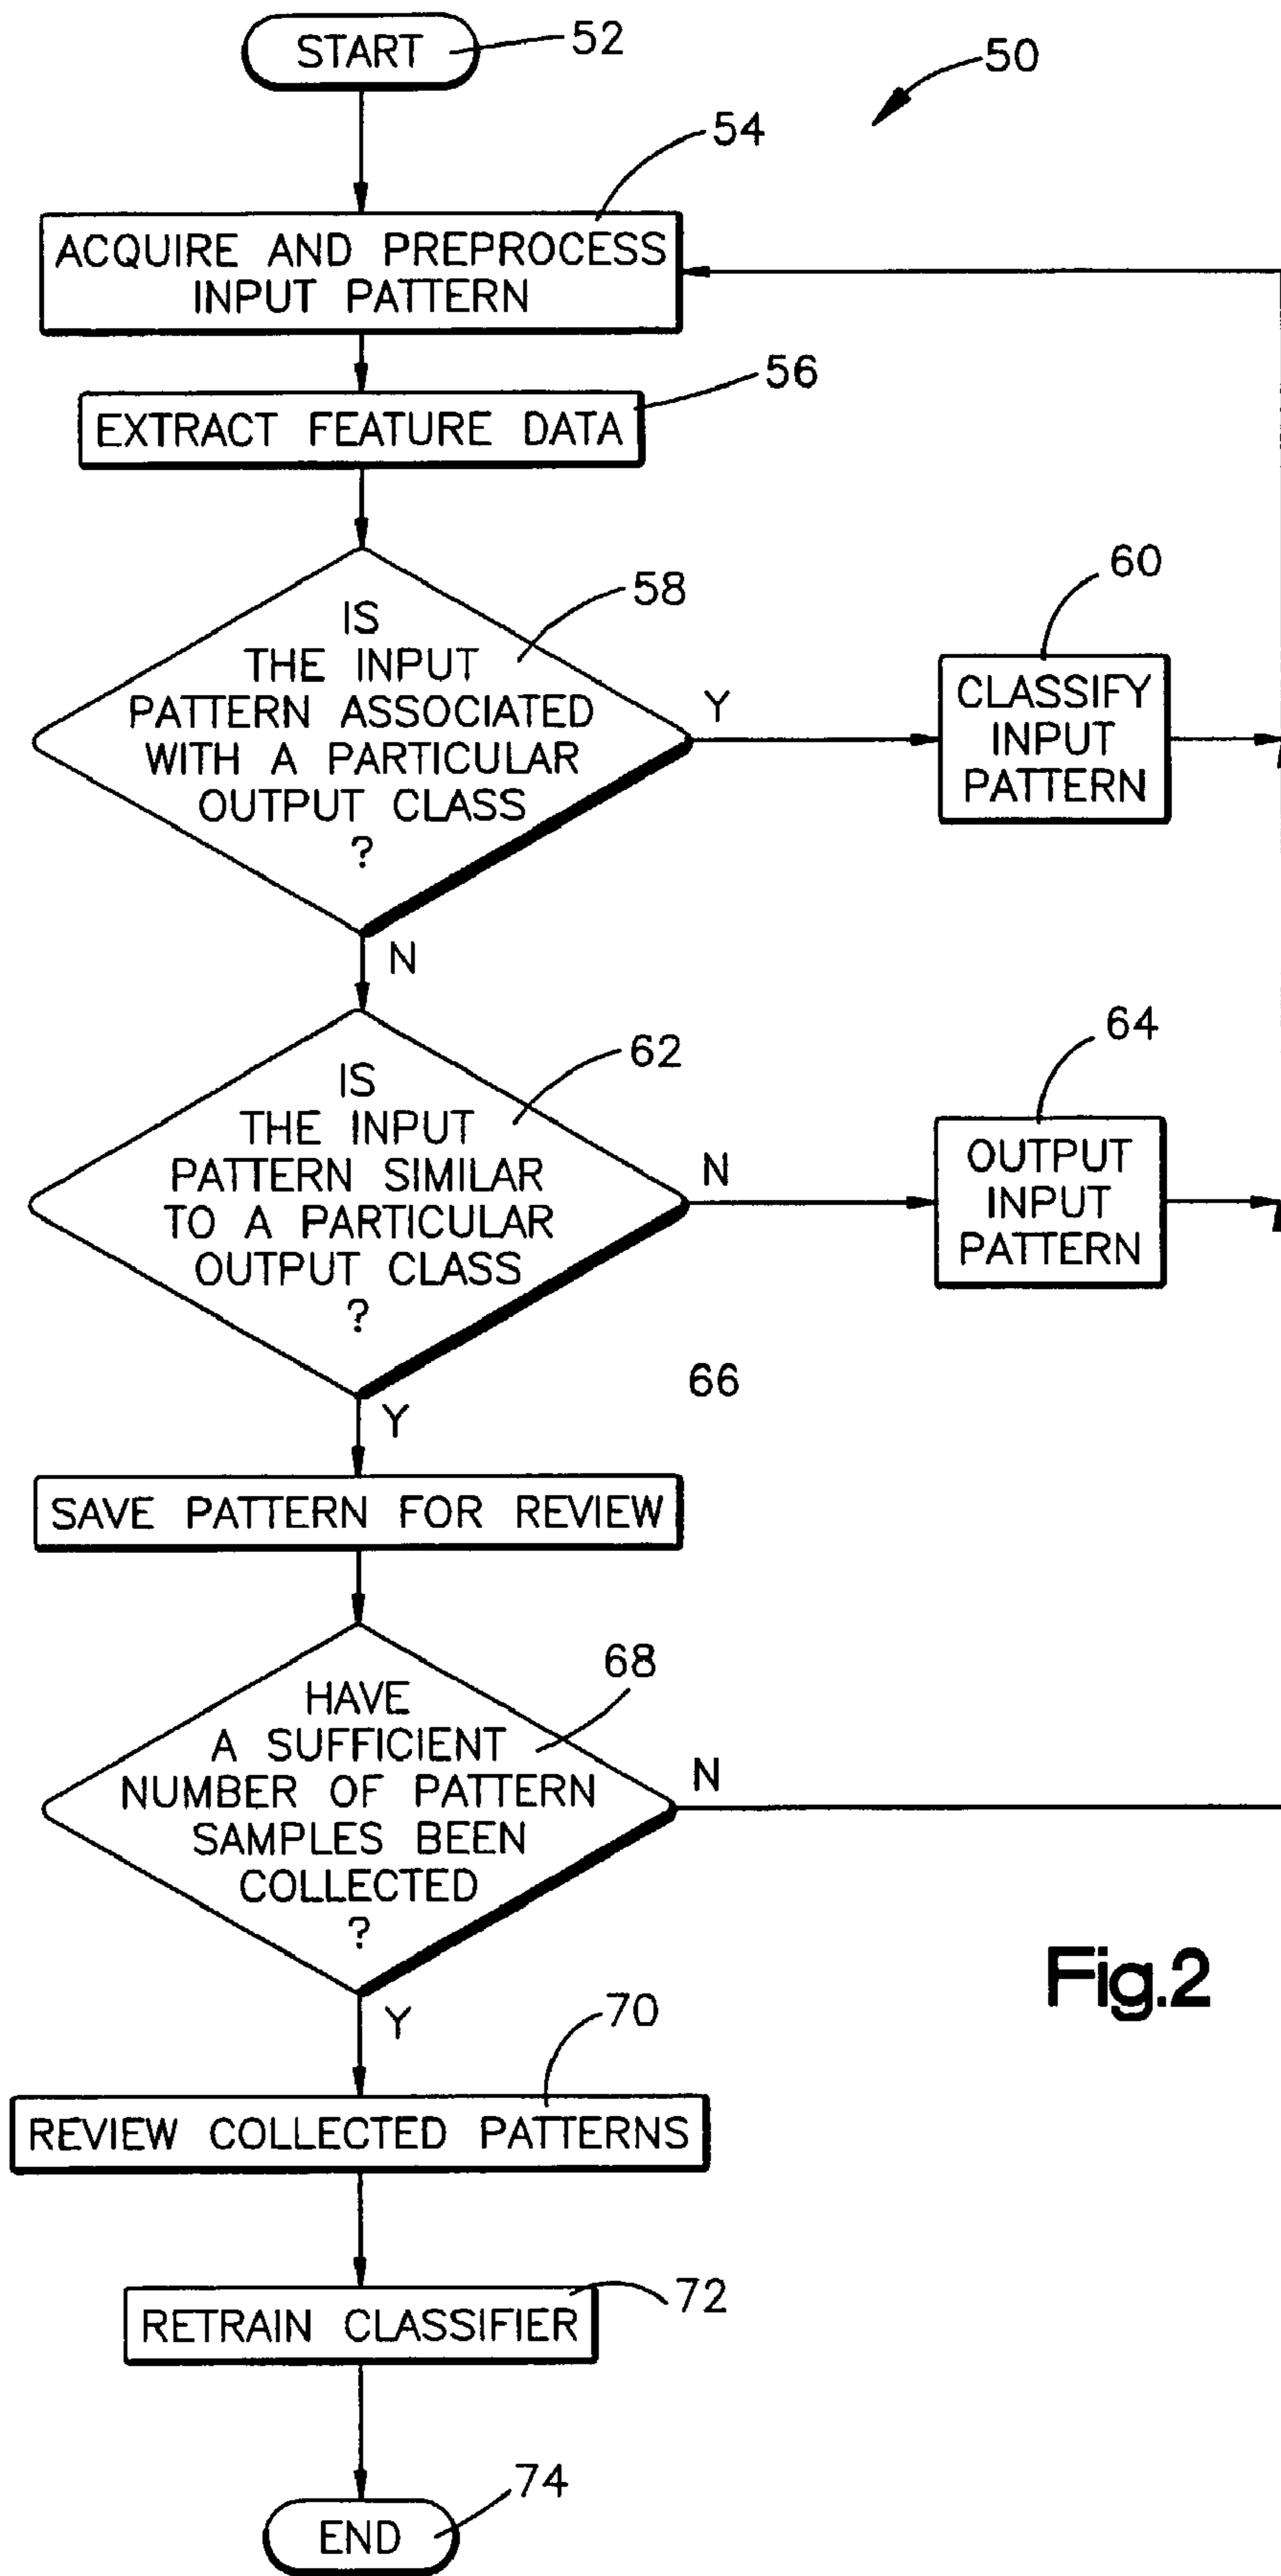 START
52
50
54
ACQUIRE AND PREPROCESS
INPUT PATTERN
56
EXTRACT FEATURE DATA
58
IS
THE INPUT
PATTERN ASSOCIATED
WITH A PARTICULAR
OUTPUT CLASS
?
Y
60
CLASSIFY
INPUT
PATTERN
N
62
IS
THE INPUT
PATTERN SIMILAR
TO A PARTICULAR
OUTPUT CLASS
?
N
64
OUTPUT
INPUT
PATTERN
Y
66
SAVE PATTERN FOR REVIEW
68
HAVE
A SUFFICIENT
NUMBER OF PATTERN
SAMPLES BEEN
COLLECTED
?
N
Fig.2
Y
70
REVIEW COLLECTED PATTERNS
72
RETRAIN CLASSIFIER
74
END